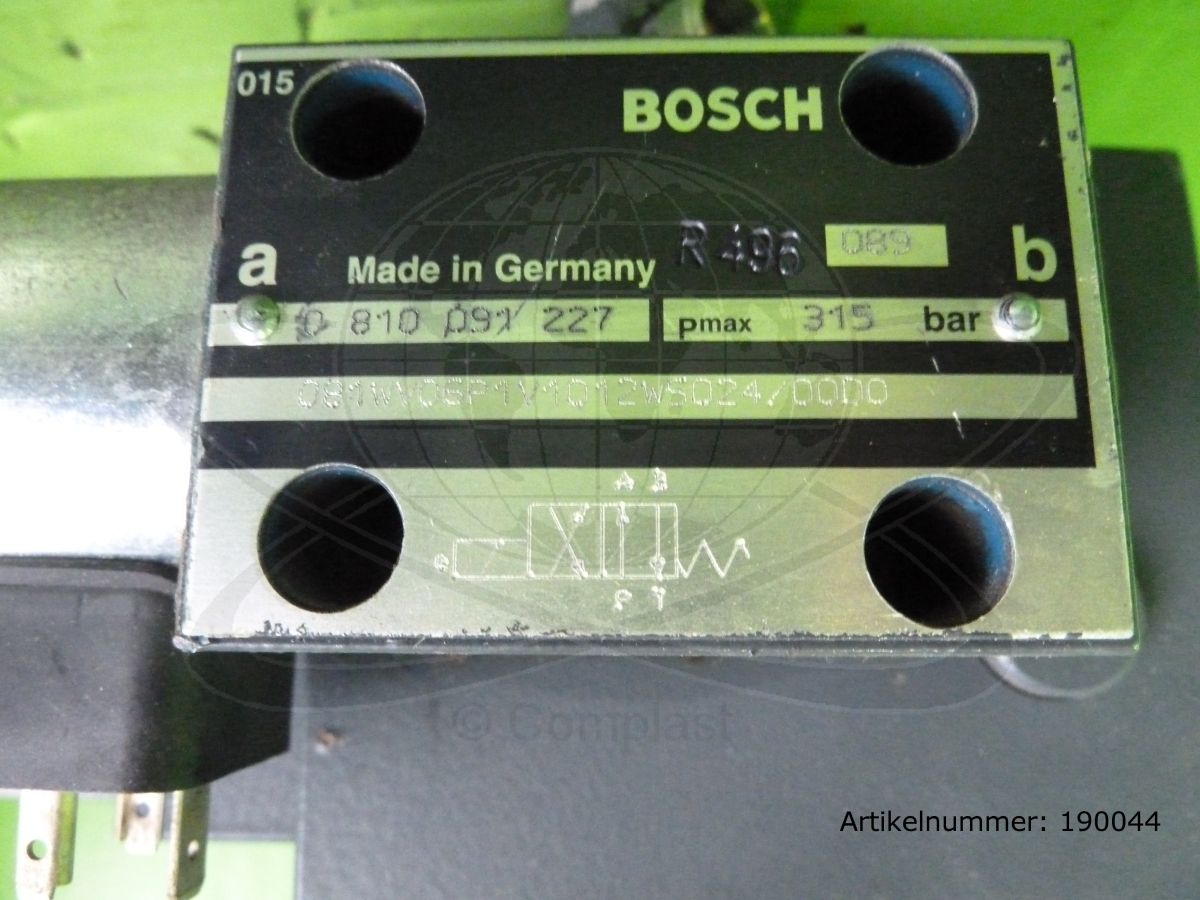 015
BOSCH
a Made in Germany R 496 089 b
0 810 091 227 pmax 315 bar
081WV06P1V1012WS024/00D0
A B
a
P T
© Complast
Artikelnummer: 190044